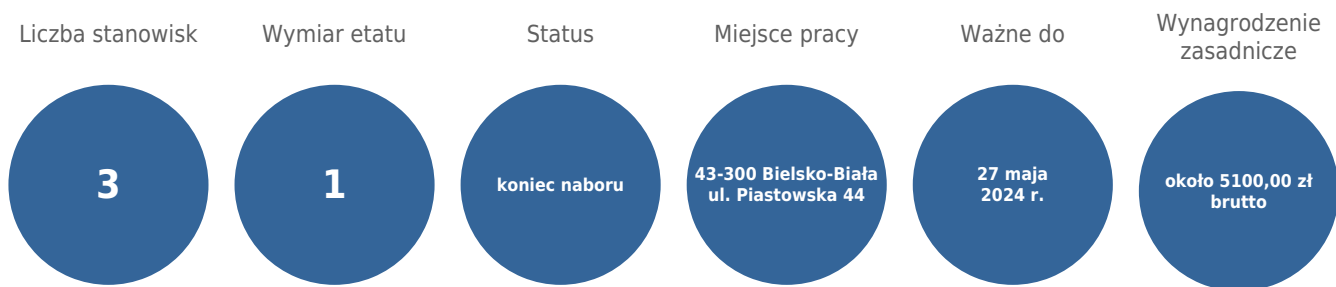 Liczba stanowisk
3
Wymiar etatu
1
Status
koniec naboru
Miejsce pracy
43-300 Bielsko-Biała
ul. Piastowska 44
Ważne do
27 maja
2024 r.
Wynagrodzenie
zasadnicze
około 5100,00 zł
brutto